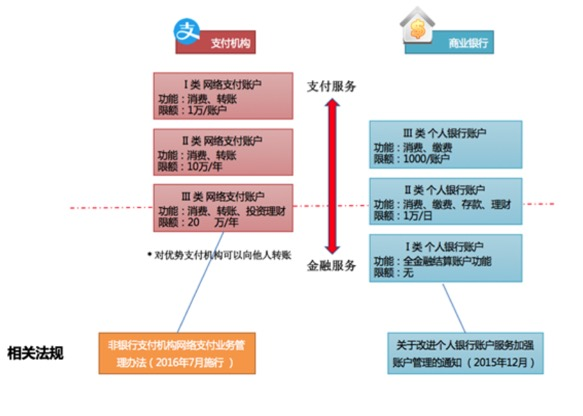 支付机构
商业银行
Ⅰ类 网络支付账户
功能：消费、转账
限额：1万/账户
支付服务
Ⅱ类 网络支付账户
功能：消费、转账
限额：10万/年
Ⅲ类 个人银行账户
功能：消费、缴费
限额：1000/账户
Ⅲ类 网络支付账户
功能：消费、转账、投资理财
限额：20 万/年
Ⅱ类 个人银行账户
功能：消费、缴费、存款、理财
限额：1万/日
* 对优势支付机构可以向他人转账
金融服务
Ⅰ类 个人银行账户
功能：全金融结算账户功能
限额：无
相关法规
非银行支付机构网络支付业务管
理办法（2016年7月施行 ）
关于改进个人银行账户服务加强
账户管理的通知 （2015年12月）